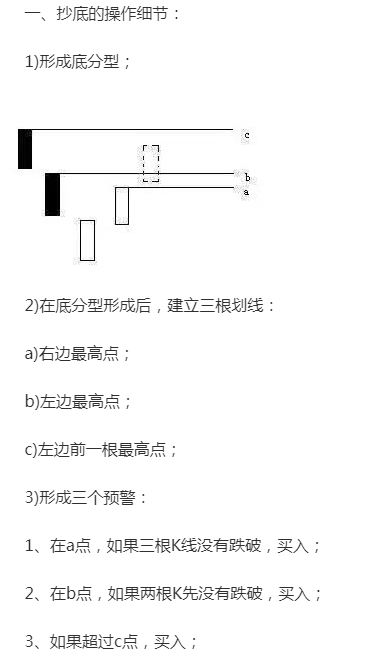 一、抄底的操作细节：
1)形成底分型；
c
b
a
2)在底分型形成后，建立三根划线：
a)右边最高点；
b)左边最高点；
c)左边前一根最高点；
3)形成三个预警：
1、在a点，如果三根K线没有跌破，买入；
2、在b点，如果两根K先没有跌破，买入；
3、如果超过c点，买入；